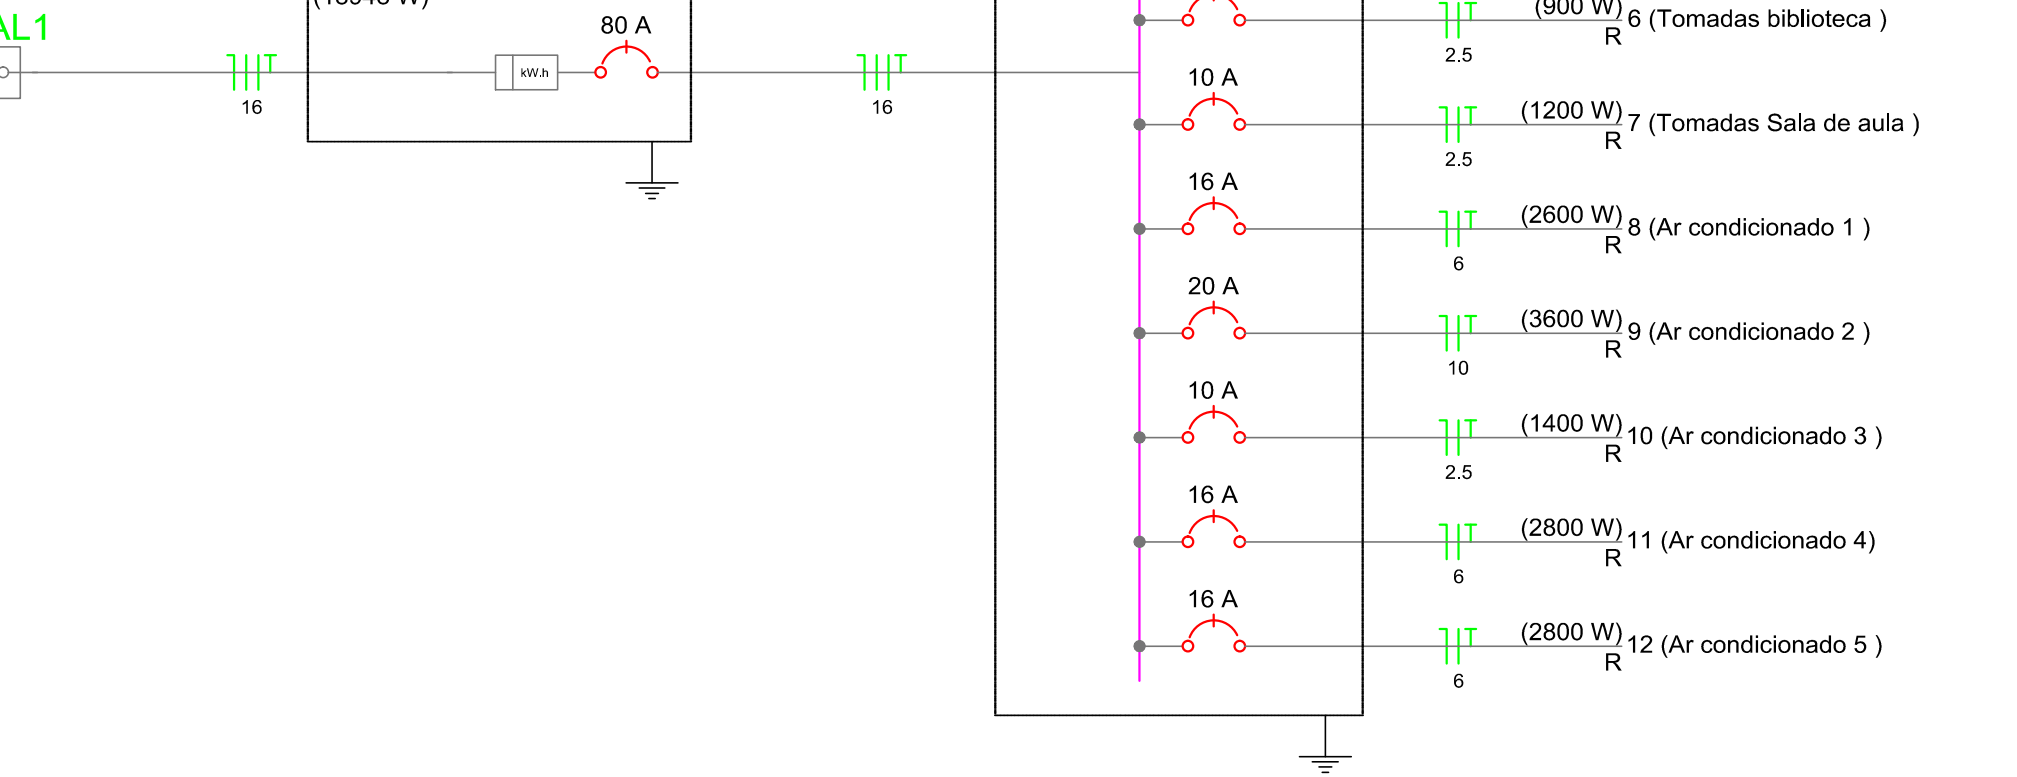 AL1
16
80 A
kW.h
16
(900 W)
6 (Tomadas biblioteca )
R
2.5
10 A
(1200 W)
7 (Tomadas Sala de aula )
R
2.5
16 A
(2600 W)
8 (Ar condicionado 1 )
R
6
20 A
(3600 W)
9 (Ar condicionado 2 )
R
10
10 A
(1400 W)
10 (Ar condicionado 3 )
R
2.5
16 A
(2800 W)
11 (Ar condicionado 4)
R
6
16 A
(2800 W)
12 (Ar condicionado 5 )
R
6